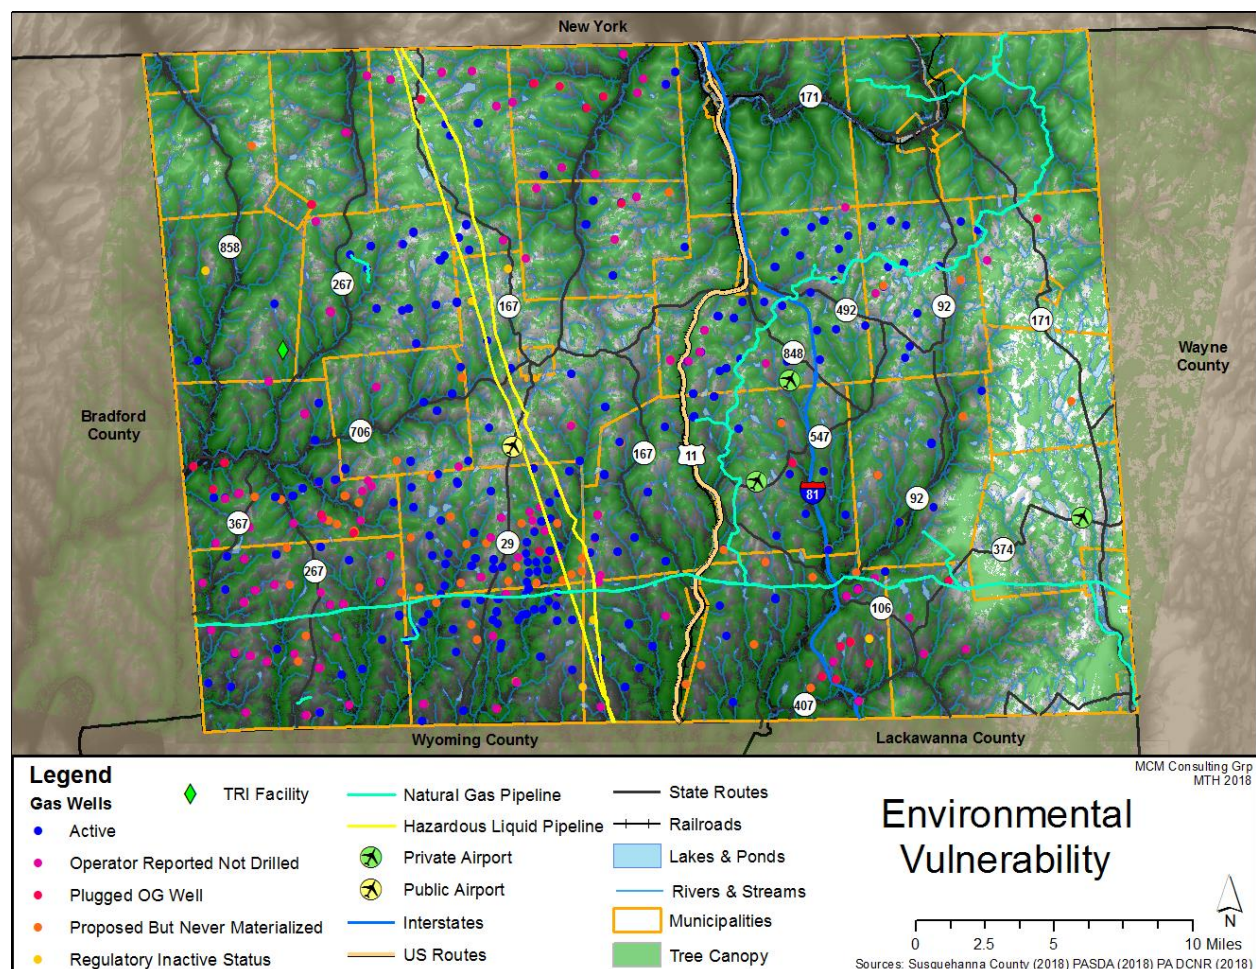 New York
171
858
267
167
492
92
171
848
Wayne
County
Bradford
County
706
547
167
11
81
92
367
29
374
267
106
407
Wyoming County
Lackawanna County
MCM Consulting Grp
MTH 2018
Legend
Gas Wells
Active
Operator Reported Not Drilled
Plugged OG Well
Proposed But Never Materialized
Regulatory Inactive Status
TRI Facility
Natural Gas Pipeline
Hazardous Liquid Pipeline
Private Airport
Public Airport
Interstates
US Routes
State Routes
Railroads
Lakes & Ponds
Rivers & Streams
Municipalities
Tree Canopy
Environmental
Vulnerability
N
0 2.5 5 10 Miles
Sources: Susquehanna County (2018) PASDA (2018) PA DCNR (2018)